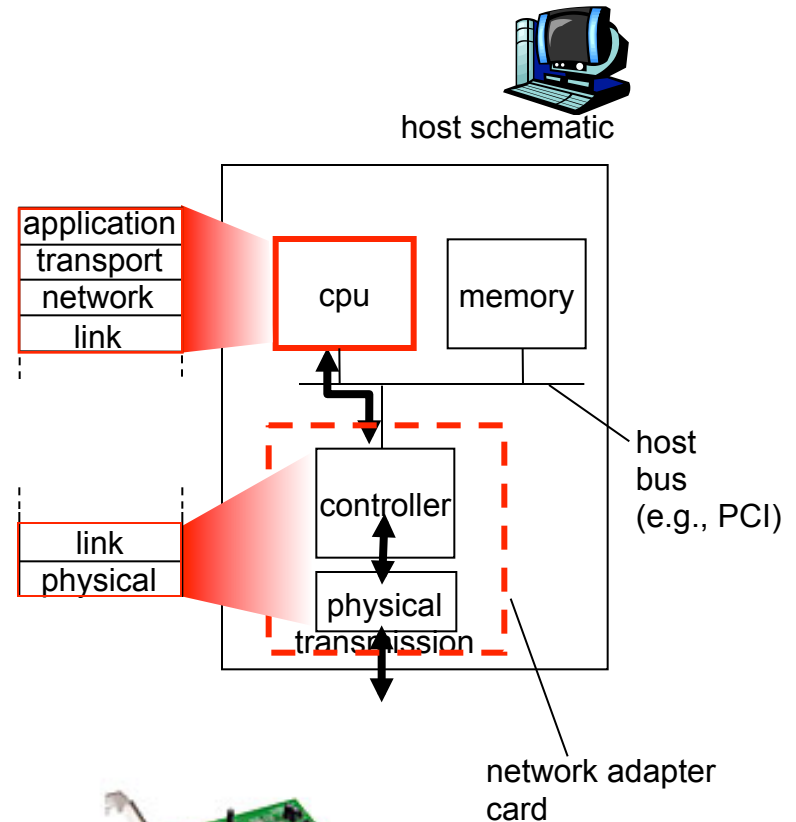 host schematic
application
transport
network
link
cpu
memory
host
bus
(e.g., PCI)
controller
link
physical
physical
transmission
network adapter
card